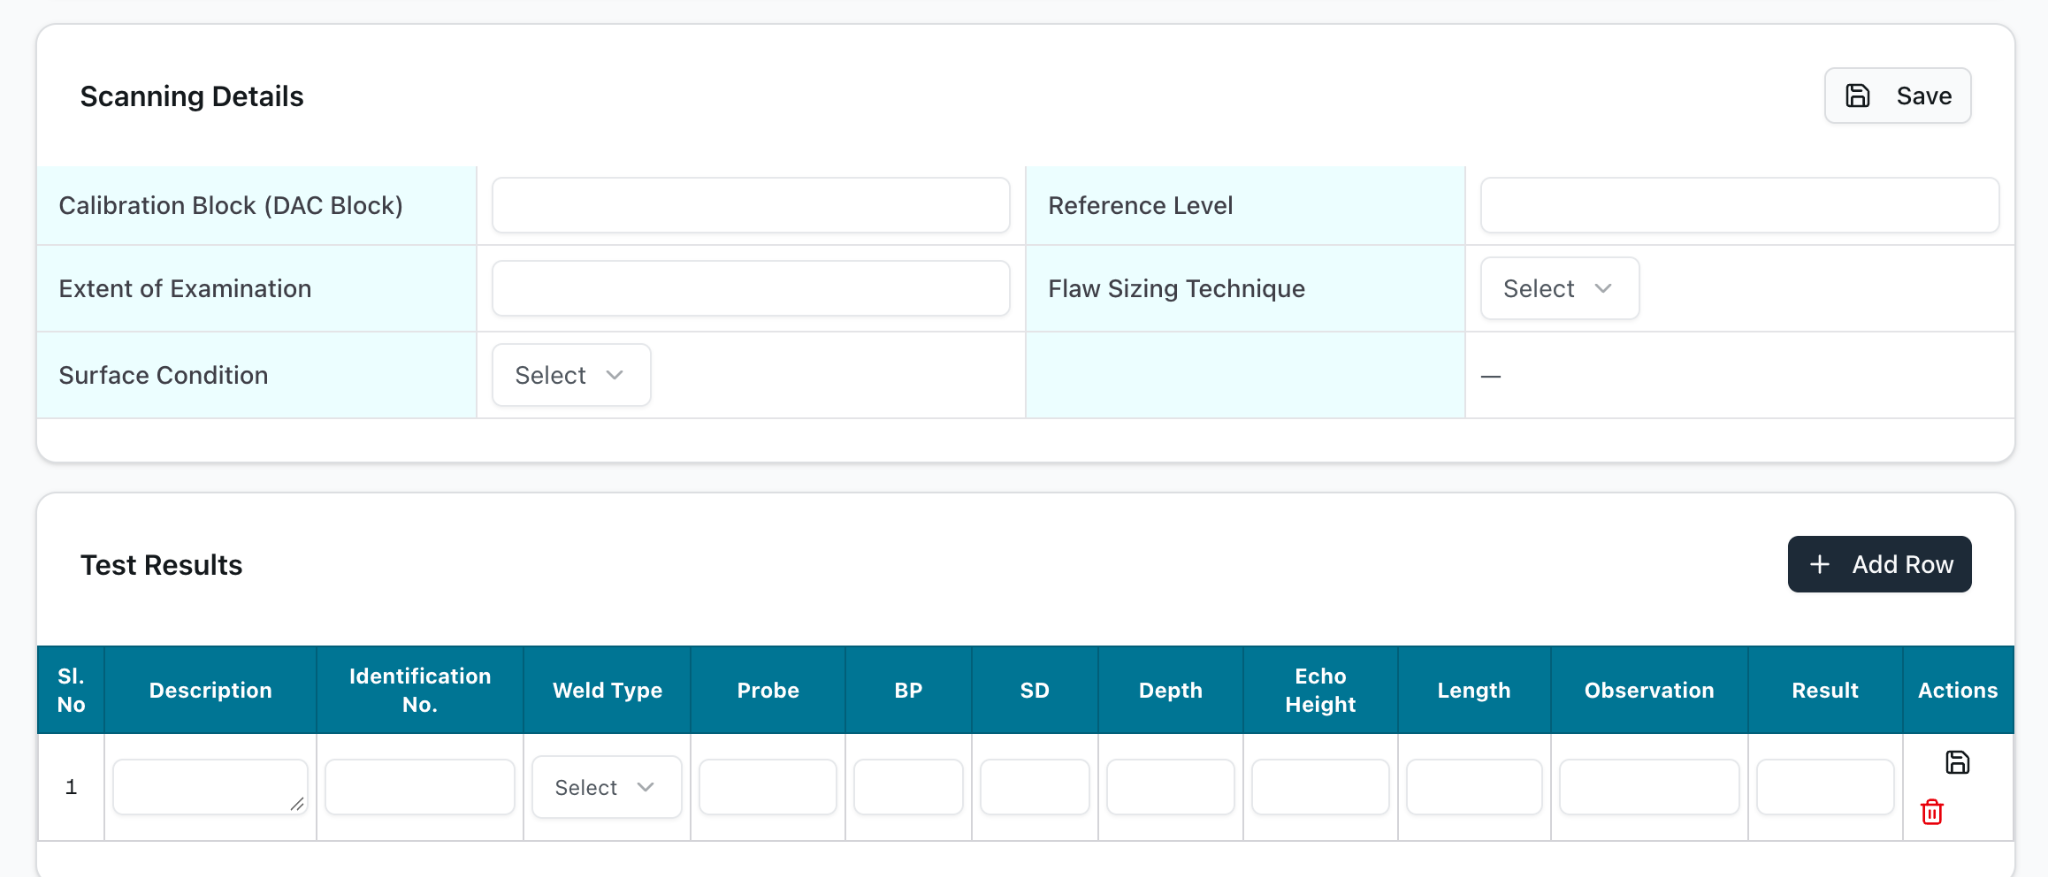 Scanning Details
Save
Calibration Block (DAC Block)
Reference Level
Extent of Examination
Flaw Sizing Technique
Select
Surface Condition
Select
—
Test Results
Add Row
Sl. No
Description
Identification No.
Weld Type
Probe
BP
SD
Depth
Echo Height
Length
Observation
Result
Actions
1
Select